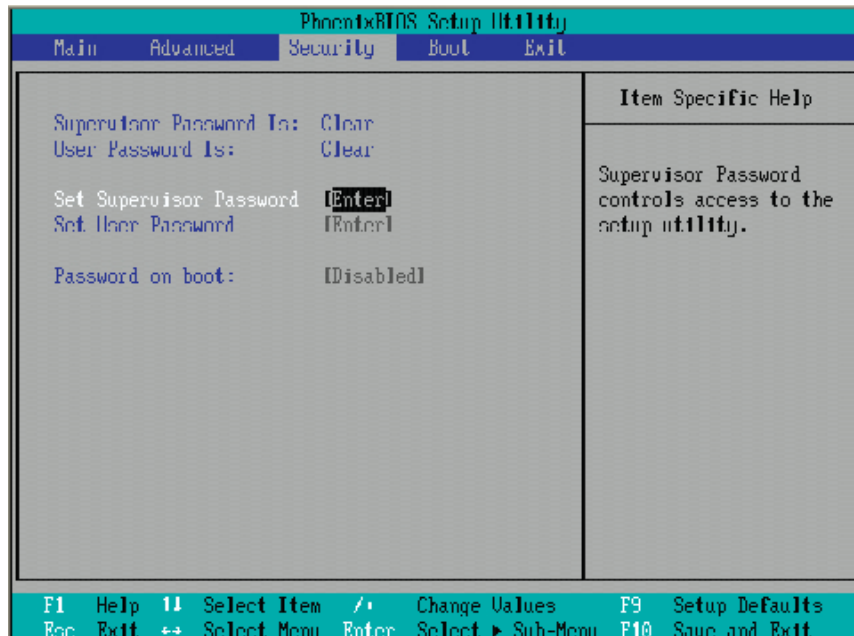 PhoenixBIOS Setup Utility
Main Advanced Security Boot Exit
Item Specific Help
Supervisor Password Is: Clear
User Password Is: Clear
Supervisor Password
controls access to the
setup utility.
Set Supervisor Password [Enter]
Set User Password [Enter]
Password on boot: [Disabled]
F1 Help ↑↓ Select Item Change Values F9 Setup Defaults
Esc Exit ↔ Select Menu Enter Select ▶ Sub-Menu F10 Save and Exit